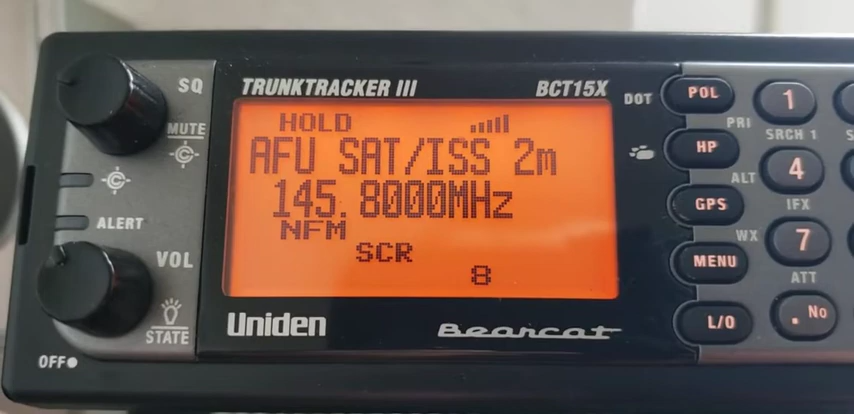 SQ
TRUNKTRACKER III BCT15X
MUTE
HOLD
AFU SAT/ISS 2m
145.8000MHz
NFM
SCR
8
ALERT
VOL
STATE
OFF
Uniden Bearcat
DOT POL
PRI
HP
ALT
GPS
WX
MENU
L/O
1
SRCH 1
4
IFX
7
ATT
. No